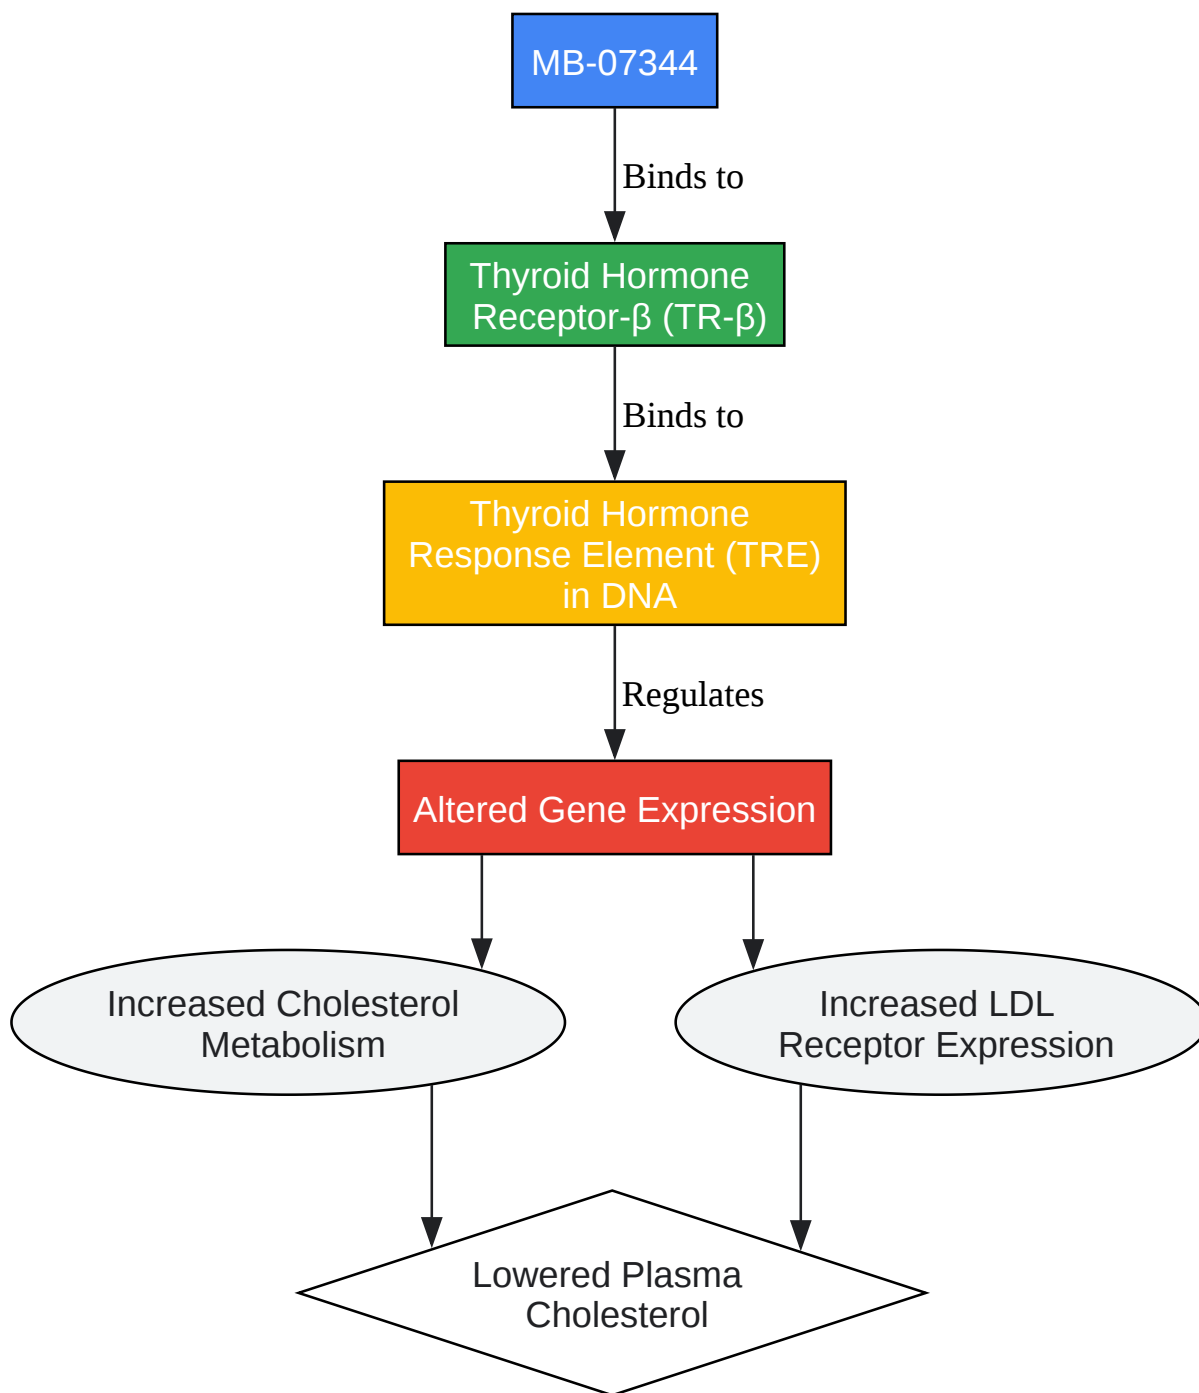 MB-07344
Binds to
Thyroid Hormone
Receptor-β (TR-β)
Binds to
Thyroid Hormone
Response Element (TRE)
in DNA
Regulates
Altered Gene Expression
Increased Cholesterol
Metabolism
Increased LDL
Receptor Expression
Lowered Plasma
Cholesterol